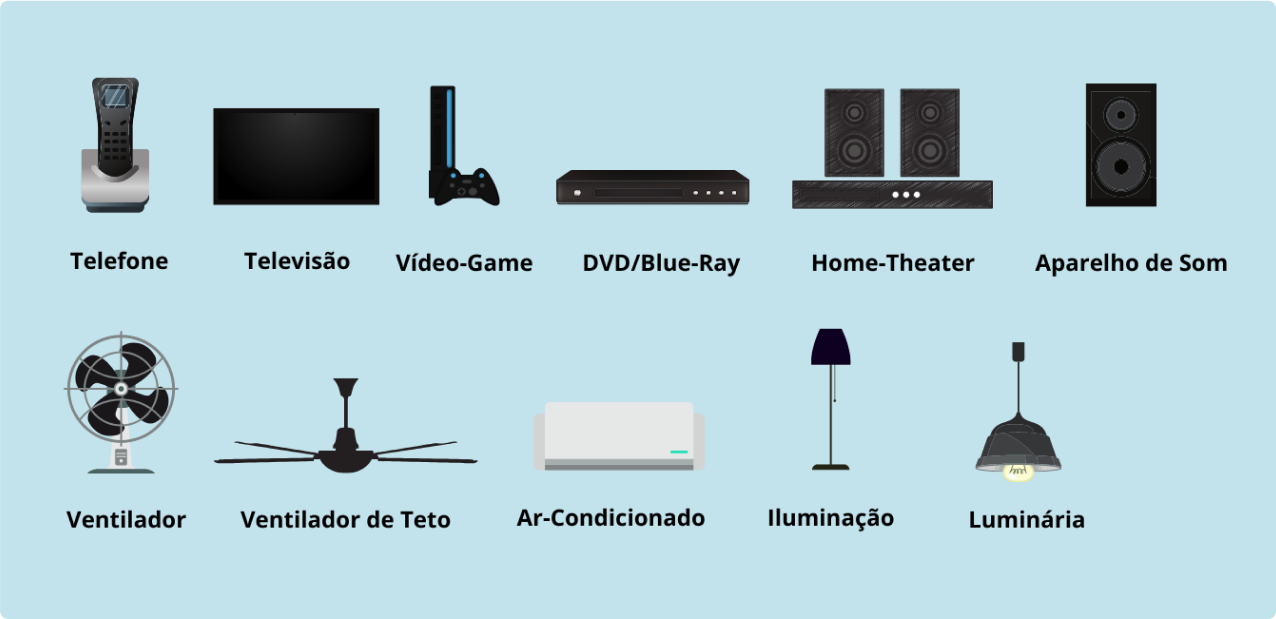 Telefone
Televisão
Vídeo-Game
DVD/Blue-Ray
Home-Theater
Aparelho de Som
Ventilador
Ventilador de Teto
Ar-Condicionado
Iluminação
Luminária